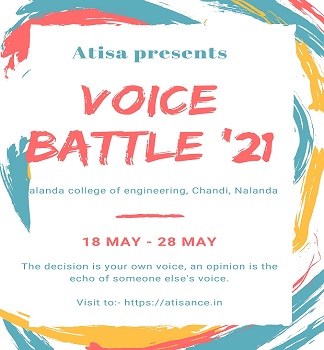 Atisa presents
VOICE
BATTLE '21
alanda college of engineering, Chandi, Nalanda
18 MAY - 28 MAY
The decision is your own voice, an opinion is the
echo of someone else's voice.
Visit to:- https://atisance.in